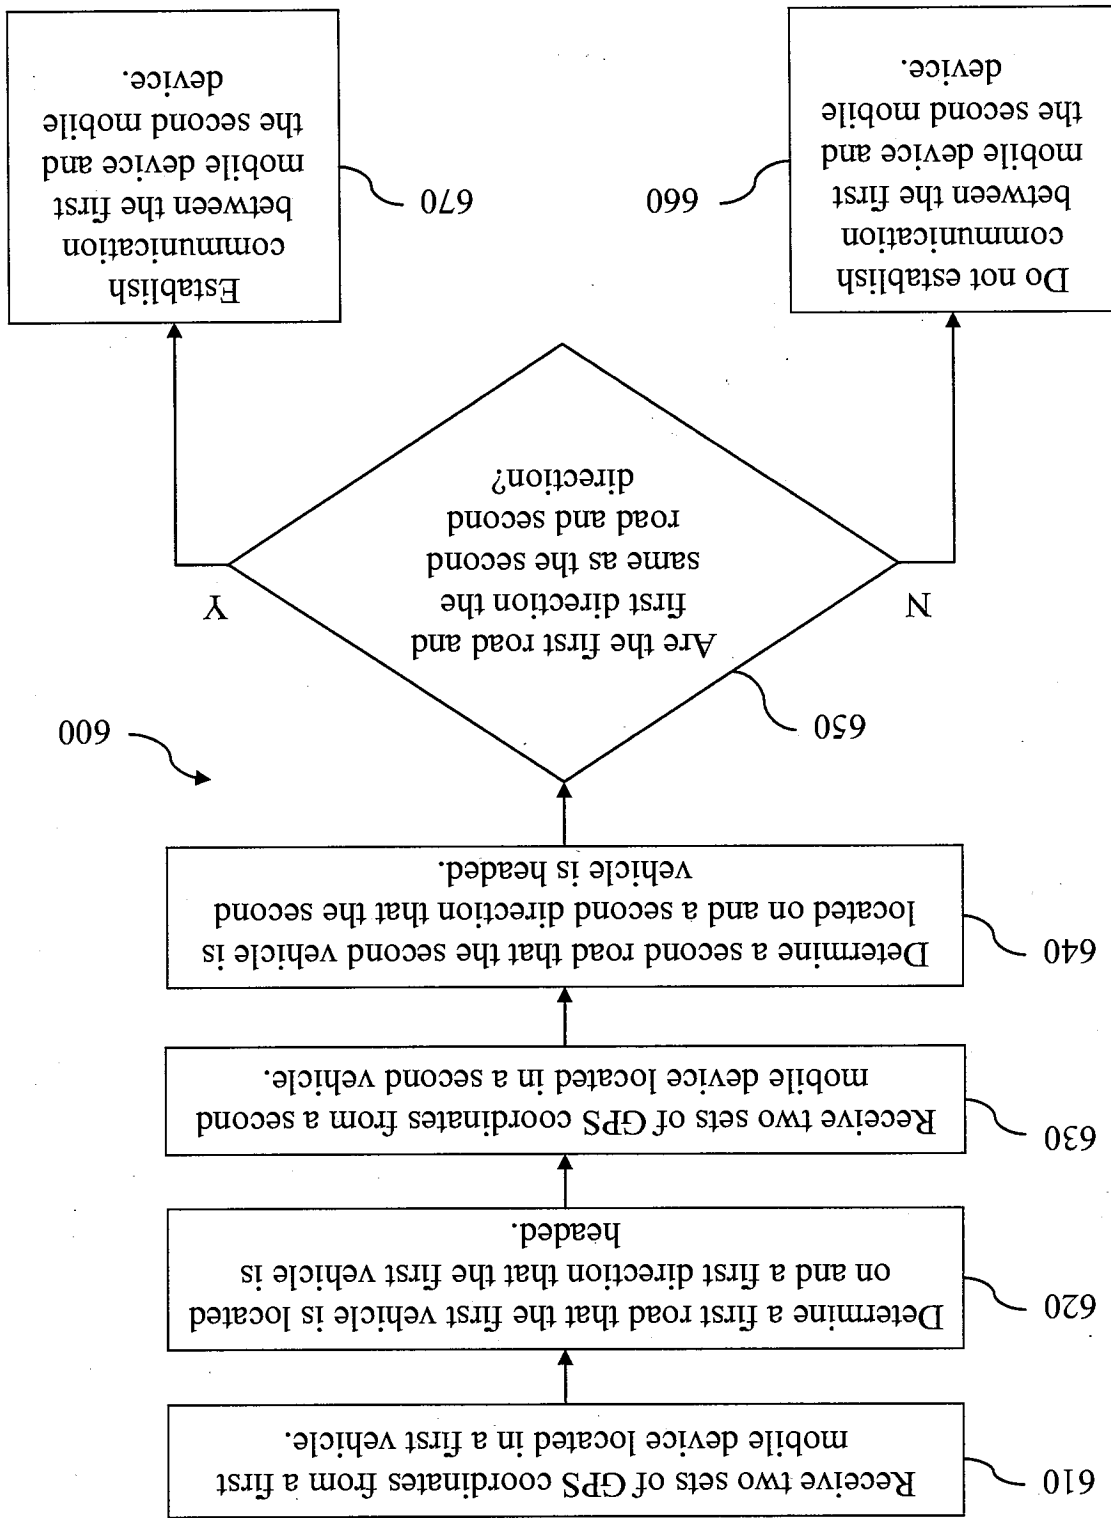 610
Receive two sets of GPS coordinates from a first
mobile device located in a first vehicle.
620
Determine a first road that the first vehicle is located
on and a first direction that the first vehicle is
headed.
630
Receive two sets of GPS coordinates from a second
mobile device located in a second vehicle.
640
Determine a second road that the second vehicle is
located on and a second direction that the second
vehicle is headed.
600
650
Are the first road and
first direction the
same as the second
road and second
direction?
N
Y
660
Do not establish
communication
between the first
mobile device and
the second mobile
device.
670
Establish
communication
between the first
mobile device and
the second mobile
device.